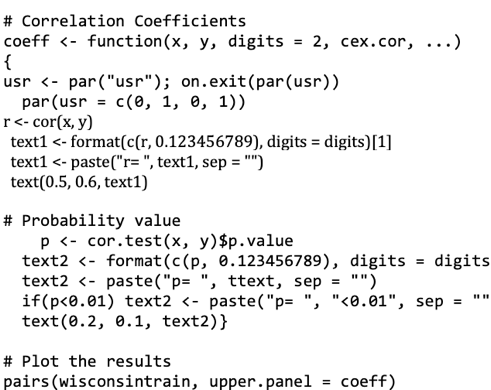 # Correlation Coefficients
coeff <- function(x, y, digits = 2, cex.cor, ...)
{
usr <- par("usr"); on.exit(par(usr))
par(usr = c(0, 1, 0, 1))
r <- cor(x, y)
text1 <- format(c(r, 0.123456789), digits = digits)[1]
text1 <- paste("r= ", text1, sep = "")
text(0.5, 0.6, text1)
# Probability value
p <- cor.test(x, y)$p.value
text2 <- format(c(p, 0.123456789), digits = digits
text2 <- paste("p= ", ttext, sep = "")
if(p<0.01) text2 <- paste("p= ", "<0.01", sep = ""
text(0.2, 0.1, text2)}
# Plot the results
pairs(wisconsintrain, upper.panel = coeff)